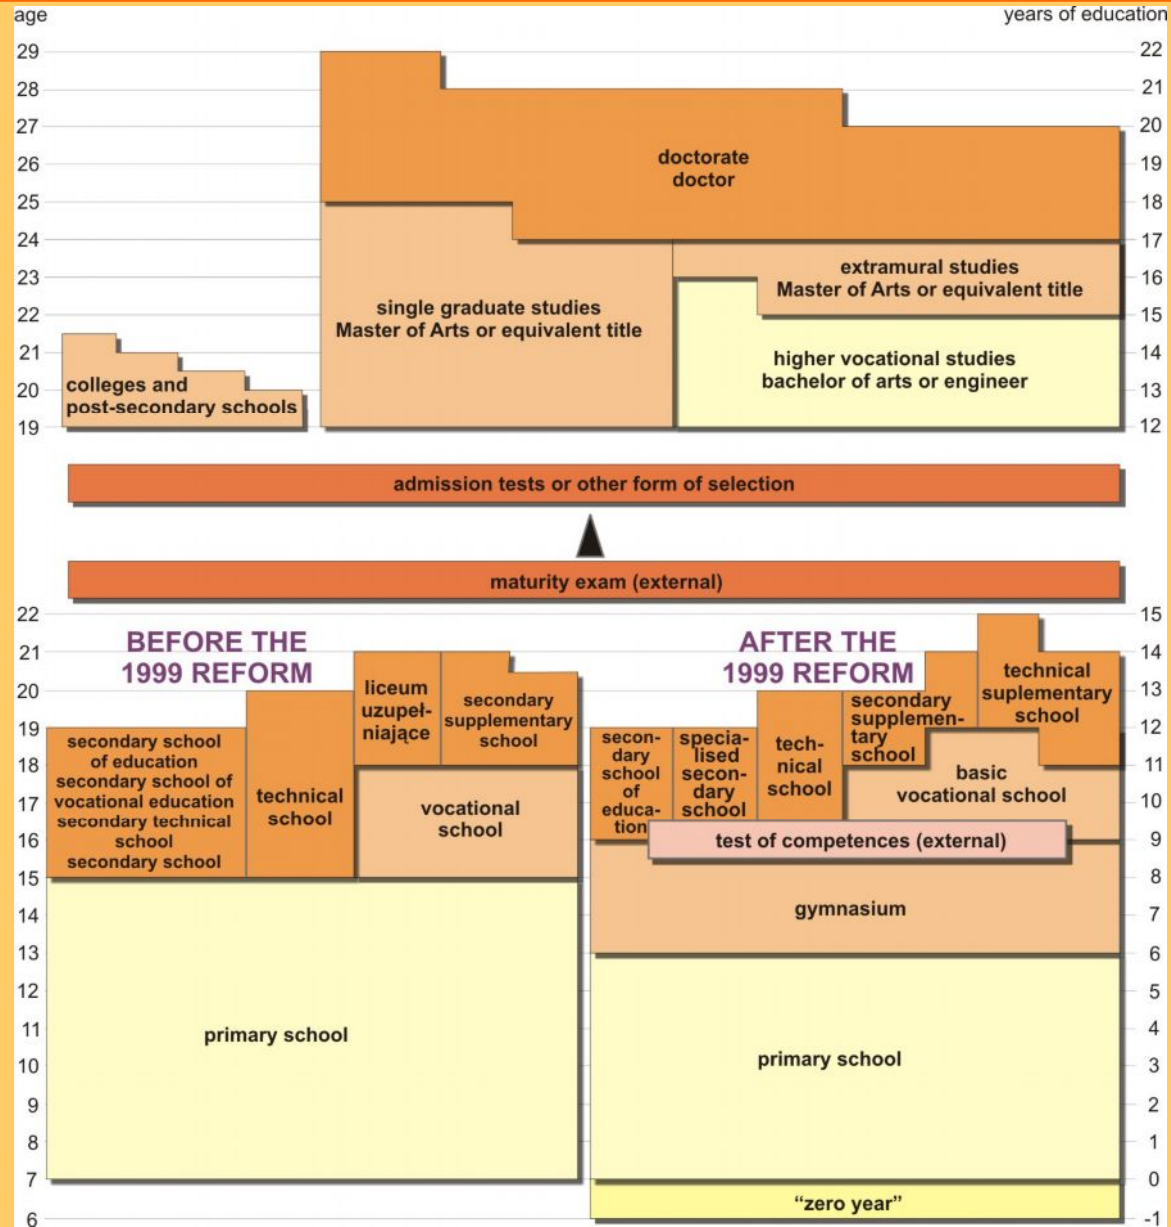 age
years of education
29
28
27
26
25
24
23
22
21
20
19
22
21
20
19
18
17
16
15
14
13
12
doctorate
doctor
single graduate studies
Master of Arts or equivalent title
extramural studies
Master of Arts or equivalent title
higher vocational studies
bachelor of arts or engineer
colleges and
post-secondary schools
admission tests or other form of selection
maturity exam (external)
22
21
20
19
18
17
16
15
14
13
12
11
10
9
8
7
6
BEFORE THE
1999 REFORM
secondary school
of education
secondary school of
vocational education
secondary technical
school
secondary school
technical
school
liceum
uzupeł-
niające
secondary
supplementary
school
vocational
school
primary school
AFTER THE
1999 REFORM
secon-
dary
school
of
educa-
tion
specia-
lised
secon-
dary
school
tech-
nical
school
secondary
supplemen-
tary
school
technical
suplementary
school
basic
vocational school
test of competences (external)
gymnasium
primary school
“zero year”
15
14
13
12
11
10
9
8
7
6
5
4
3
2
1
0
-1